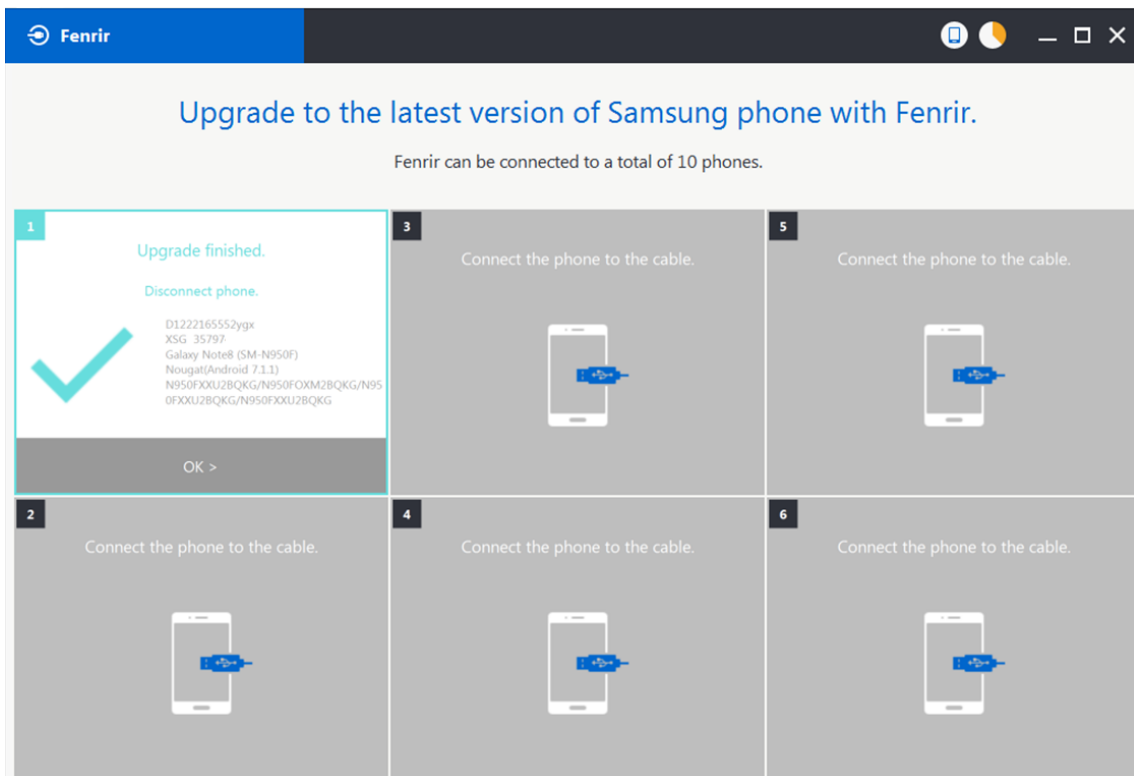 Fenrir
Upgrade to the latest version of Samsung phone with Fenrir.
Fenrir can be connected to a total of 10 phones.
1
Upgrade finished.
Disconnect phone.
D1222165552ygx
XSG 35797
Galaxy Note8 (SM-N950F)
Nougat(Android 7.1.1)
N950FXXU2BQKG/N950FOXM2BQKG/N95
0FXXU2BQKG/N950FXXU2BQKG
OK >
3
Connect the phone to the cable.
5
Connect the phone to the cable.
2
Connect the phone to the cable.
4
Connect the phone to the cable.
6
Connect the phone to the cable.